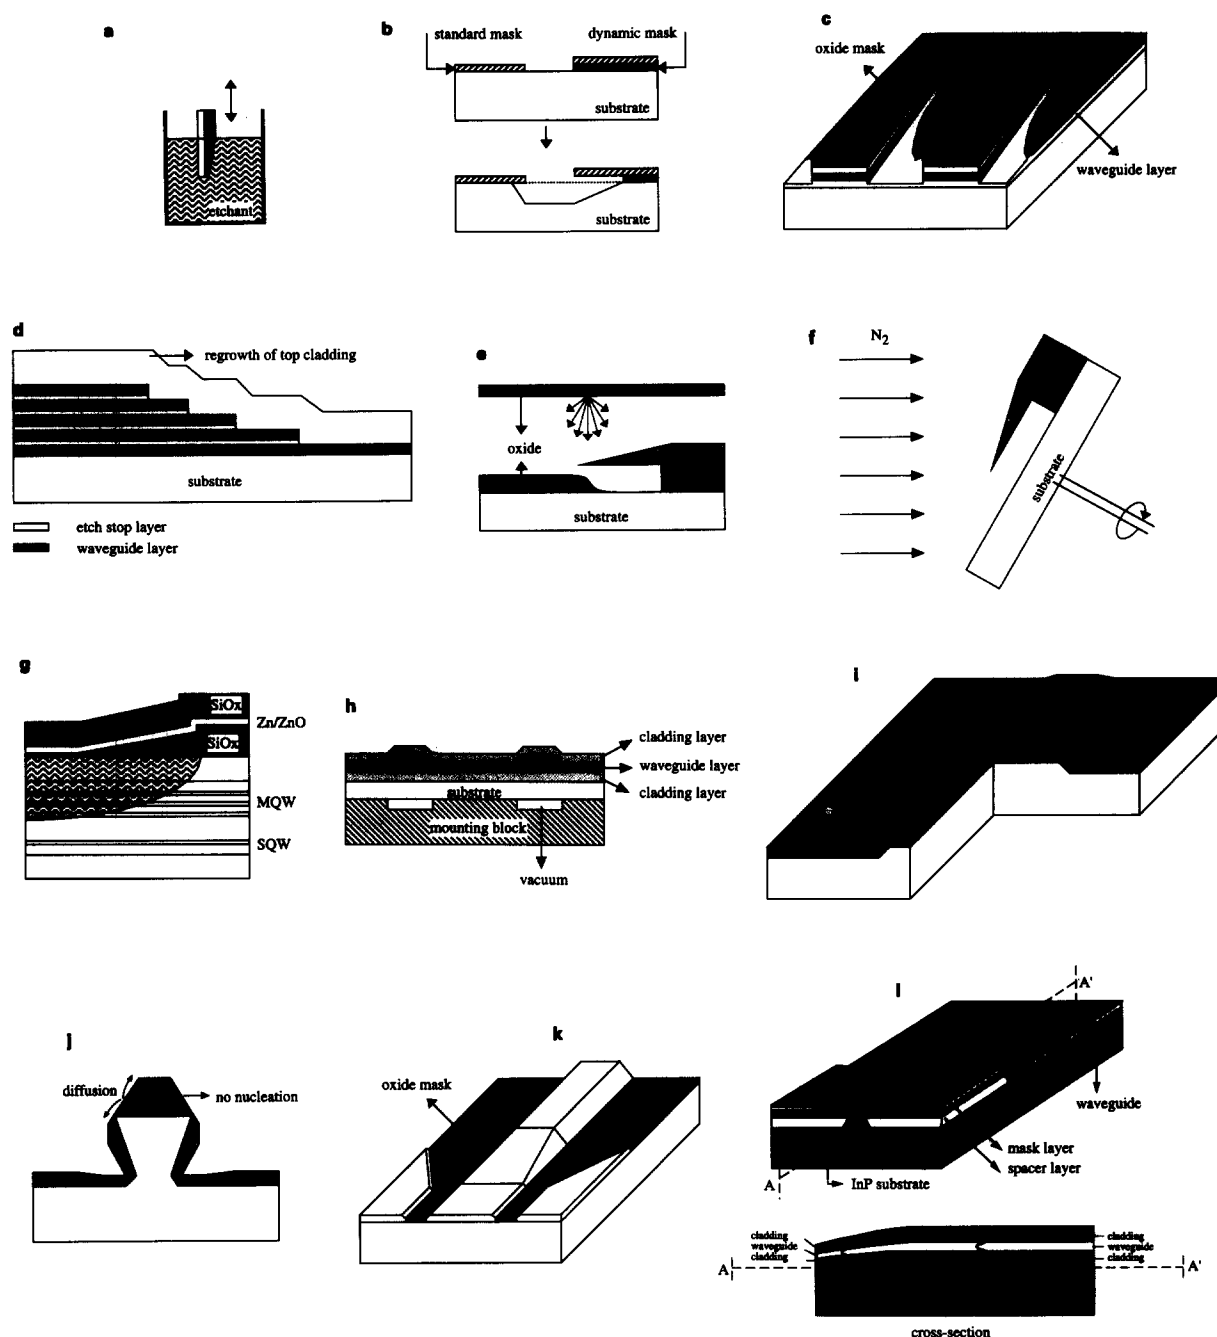 a
etchant
b
standard mask
dynamic mask
substrate
substrate
c
oxide mask
waveguide layer
d
regrowth of top cladding
substrate
etch stop layer
waveguide layer
e
oxide
substrate
f
N2
substrate
g
SiOx
Zn/ZnO
SiOx
MQW
SQW
h
cladding layer
waveguide layer
cladding layer
substrate
mounting block
vacuum
i
j
diffusion
no nucleation
k
oxide mask
l
A'
waveguide
mask layer
spacer layer
InP substrate
A
cladding
waveguide
cladding
cladding
waveguide
cladding
A
A'
cross-section